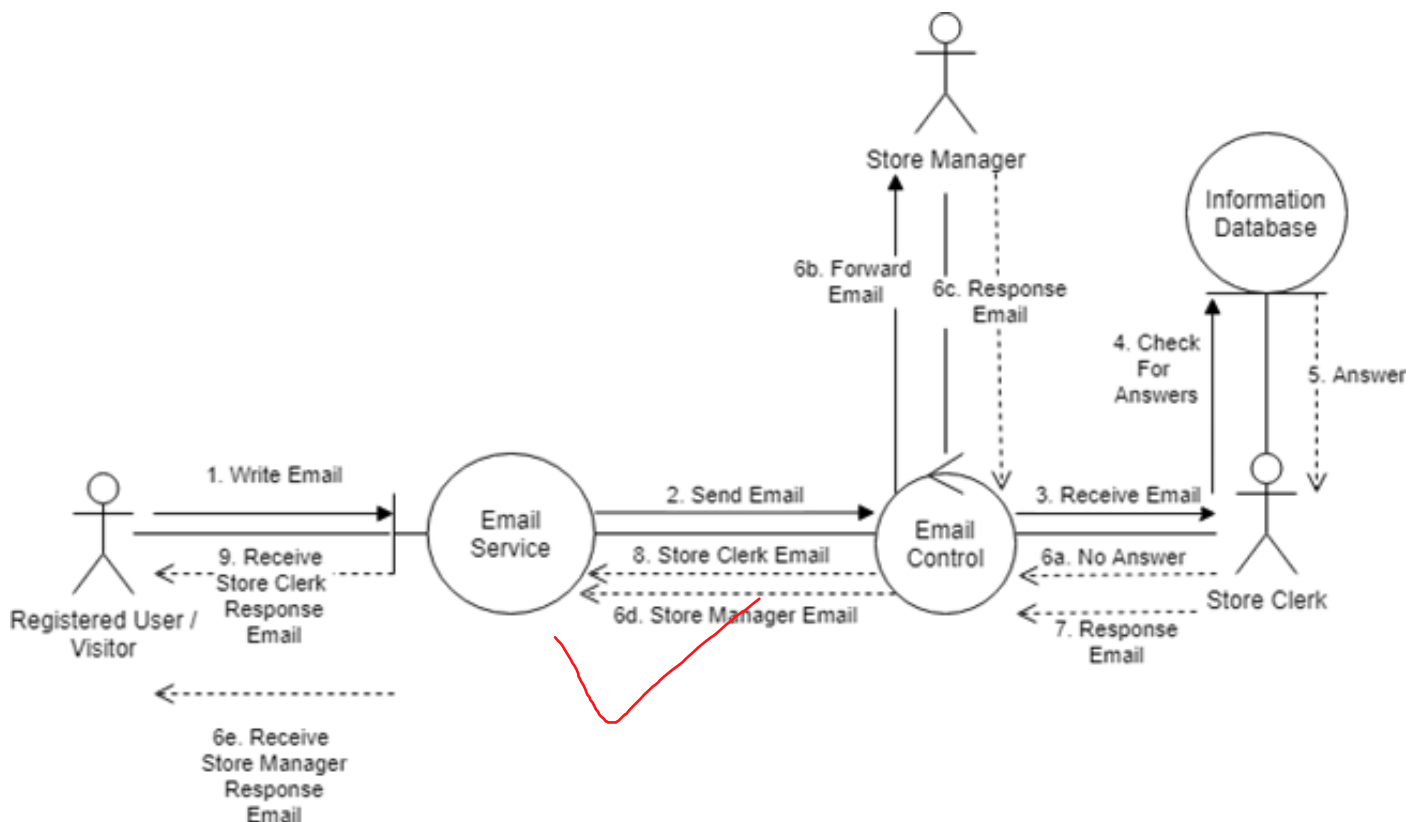 Store Manager
Information
Database
6b. Forward
Email
6c. Response
Email
4. Check
For
Answers
5. Answer
1. Write Email
Email
Service
2. Send Email
Email
Control
3. Receive Email
9. Receive
Store Clerk
Response
Email
8. Store Clerk Email
6d. Store Manager Email
6a. No Answer
7. Response
Email
Store Clerk
Registered User /
Visitor
6e. Receive
Store Manager
Response
Email